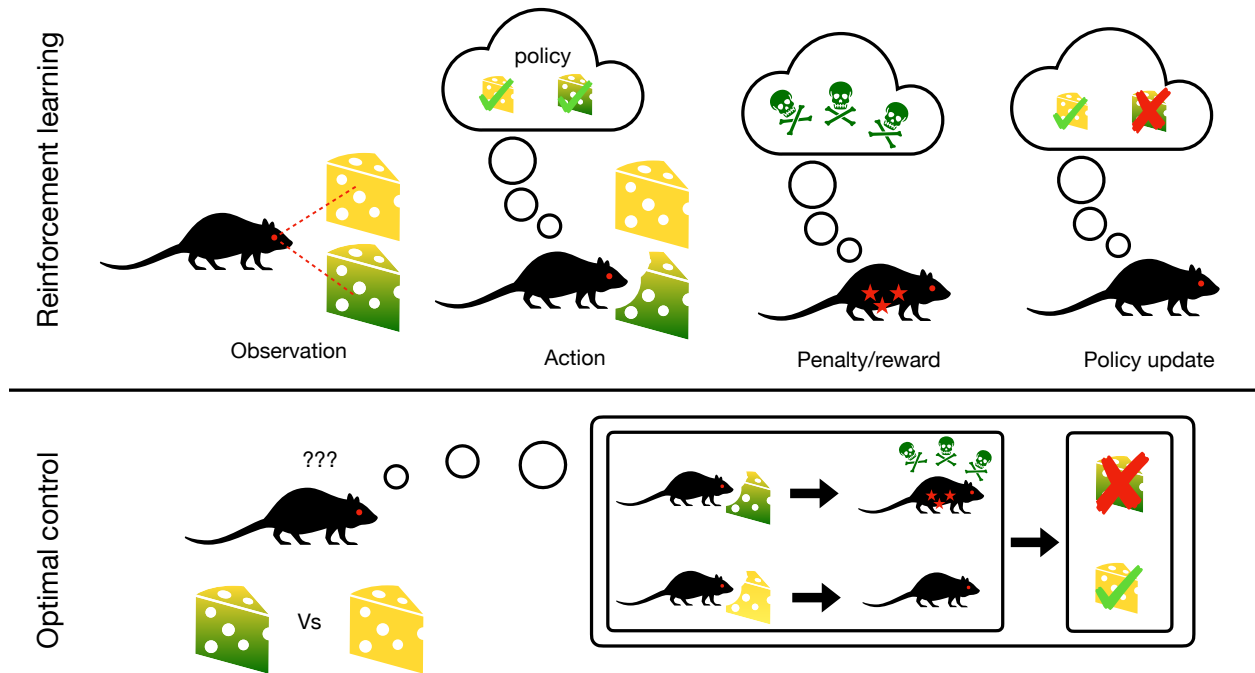 Reinforcement learning
policy
Observation
Action
Penalty/reward
Policy update
Optimal control
???
Vs